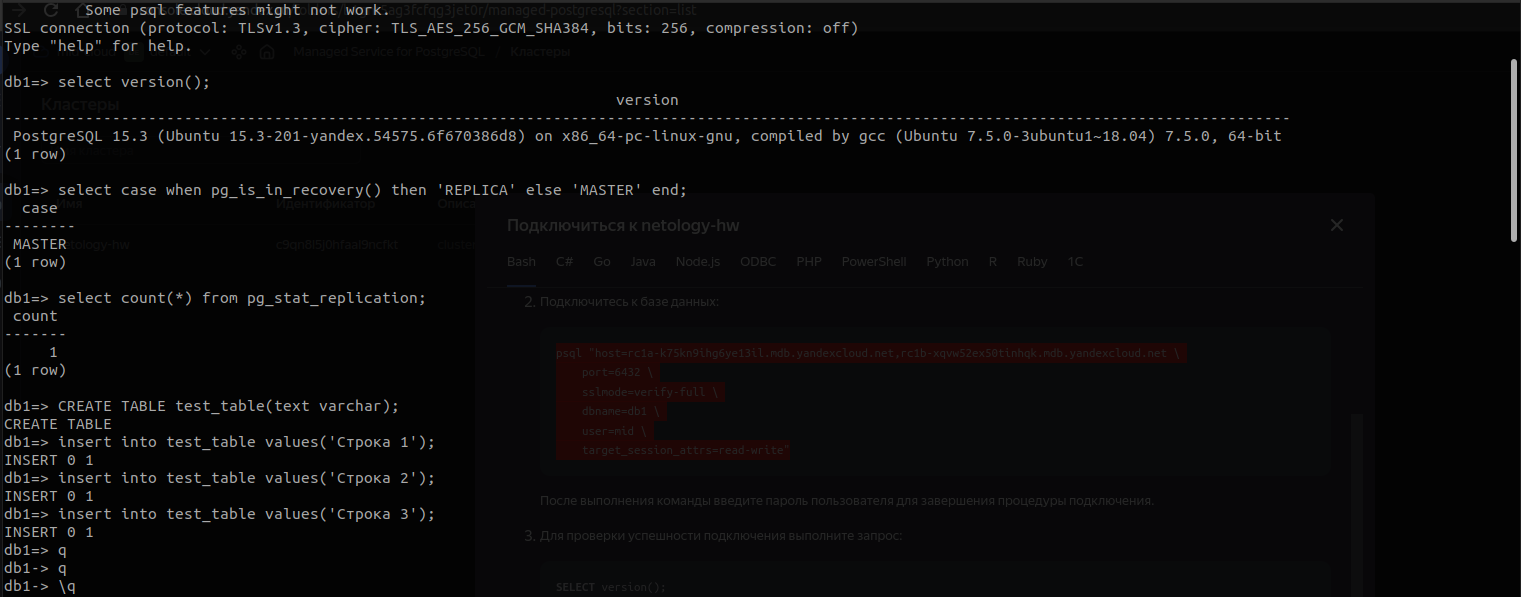 Some psql features might not work.
SSL connection (protocol: TLSv1.3, cipher: TLS_AES_256_GCM_SHA384, bits: 256, compression: off)
Type "help" for help.
Managed Service for PostgreSQL / Кластеры
db1=> select version();
Кластеры
version
PostgreSQL 15.3 (Ubuntu 15.3-201-yandex.54575.6f670386d8) on x86_64-pc-linux-gnu, compiled by gcc (Ubuntu 7.5.0-3ubuntu1~18.04) 7.5.0, 64-bit
(1 row)
db1=> select case when pg_is_in_recovery() then 'REPLICA' else 'MASTER' end;
case
Имя Идентификатор
--------
MASTER
(1 row)
db1=> select count(*) from pg_stat_replication;
count
-------
1
(1 row)
db1=> CREATE TABLE test_table(text varchar);
CREATE TABLE
db1=> insert into test_table values('Строка 1');
INSERT 0 1
db1=> insert into test_table values('Строка 2');
INSERT 0 1
db1=> insert into test_table values('Строка 3');
INSERT 0 1
db1=> q
db1-> q
db1-> \q
Подключиться к netology-hw
Bash C# Go Java Node.js ODBC PHP PowerShell Python R Ruby 1C
2. Подключитесь к базе данных:
psql "host=rc1a-k75kn9ihg6ye13il.mdb.yandexcloud.net,rc1b-xqvw52ex50tinhqk.mdb.yandexcloud.net \
port=6432 \
sslmode=verify-full \
dbname=db1 \
user=mid \
target_session_attrs=read-write"
После выполнения команды введите пароль пользователя для завершения процедуры подключения.
3. Для проверки успешности подключения выполните запрос:
SELECT version();